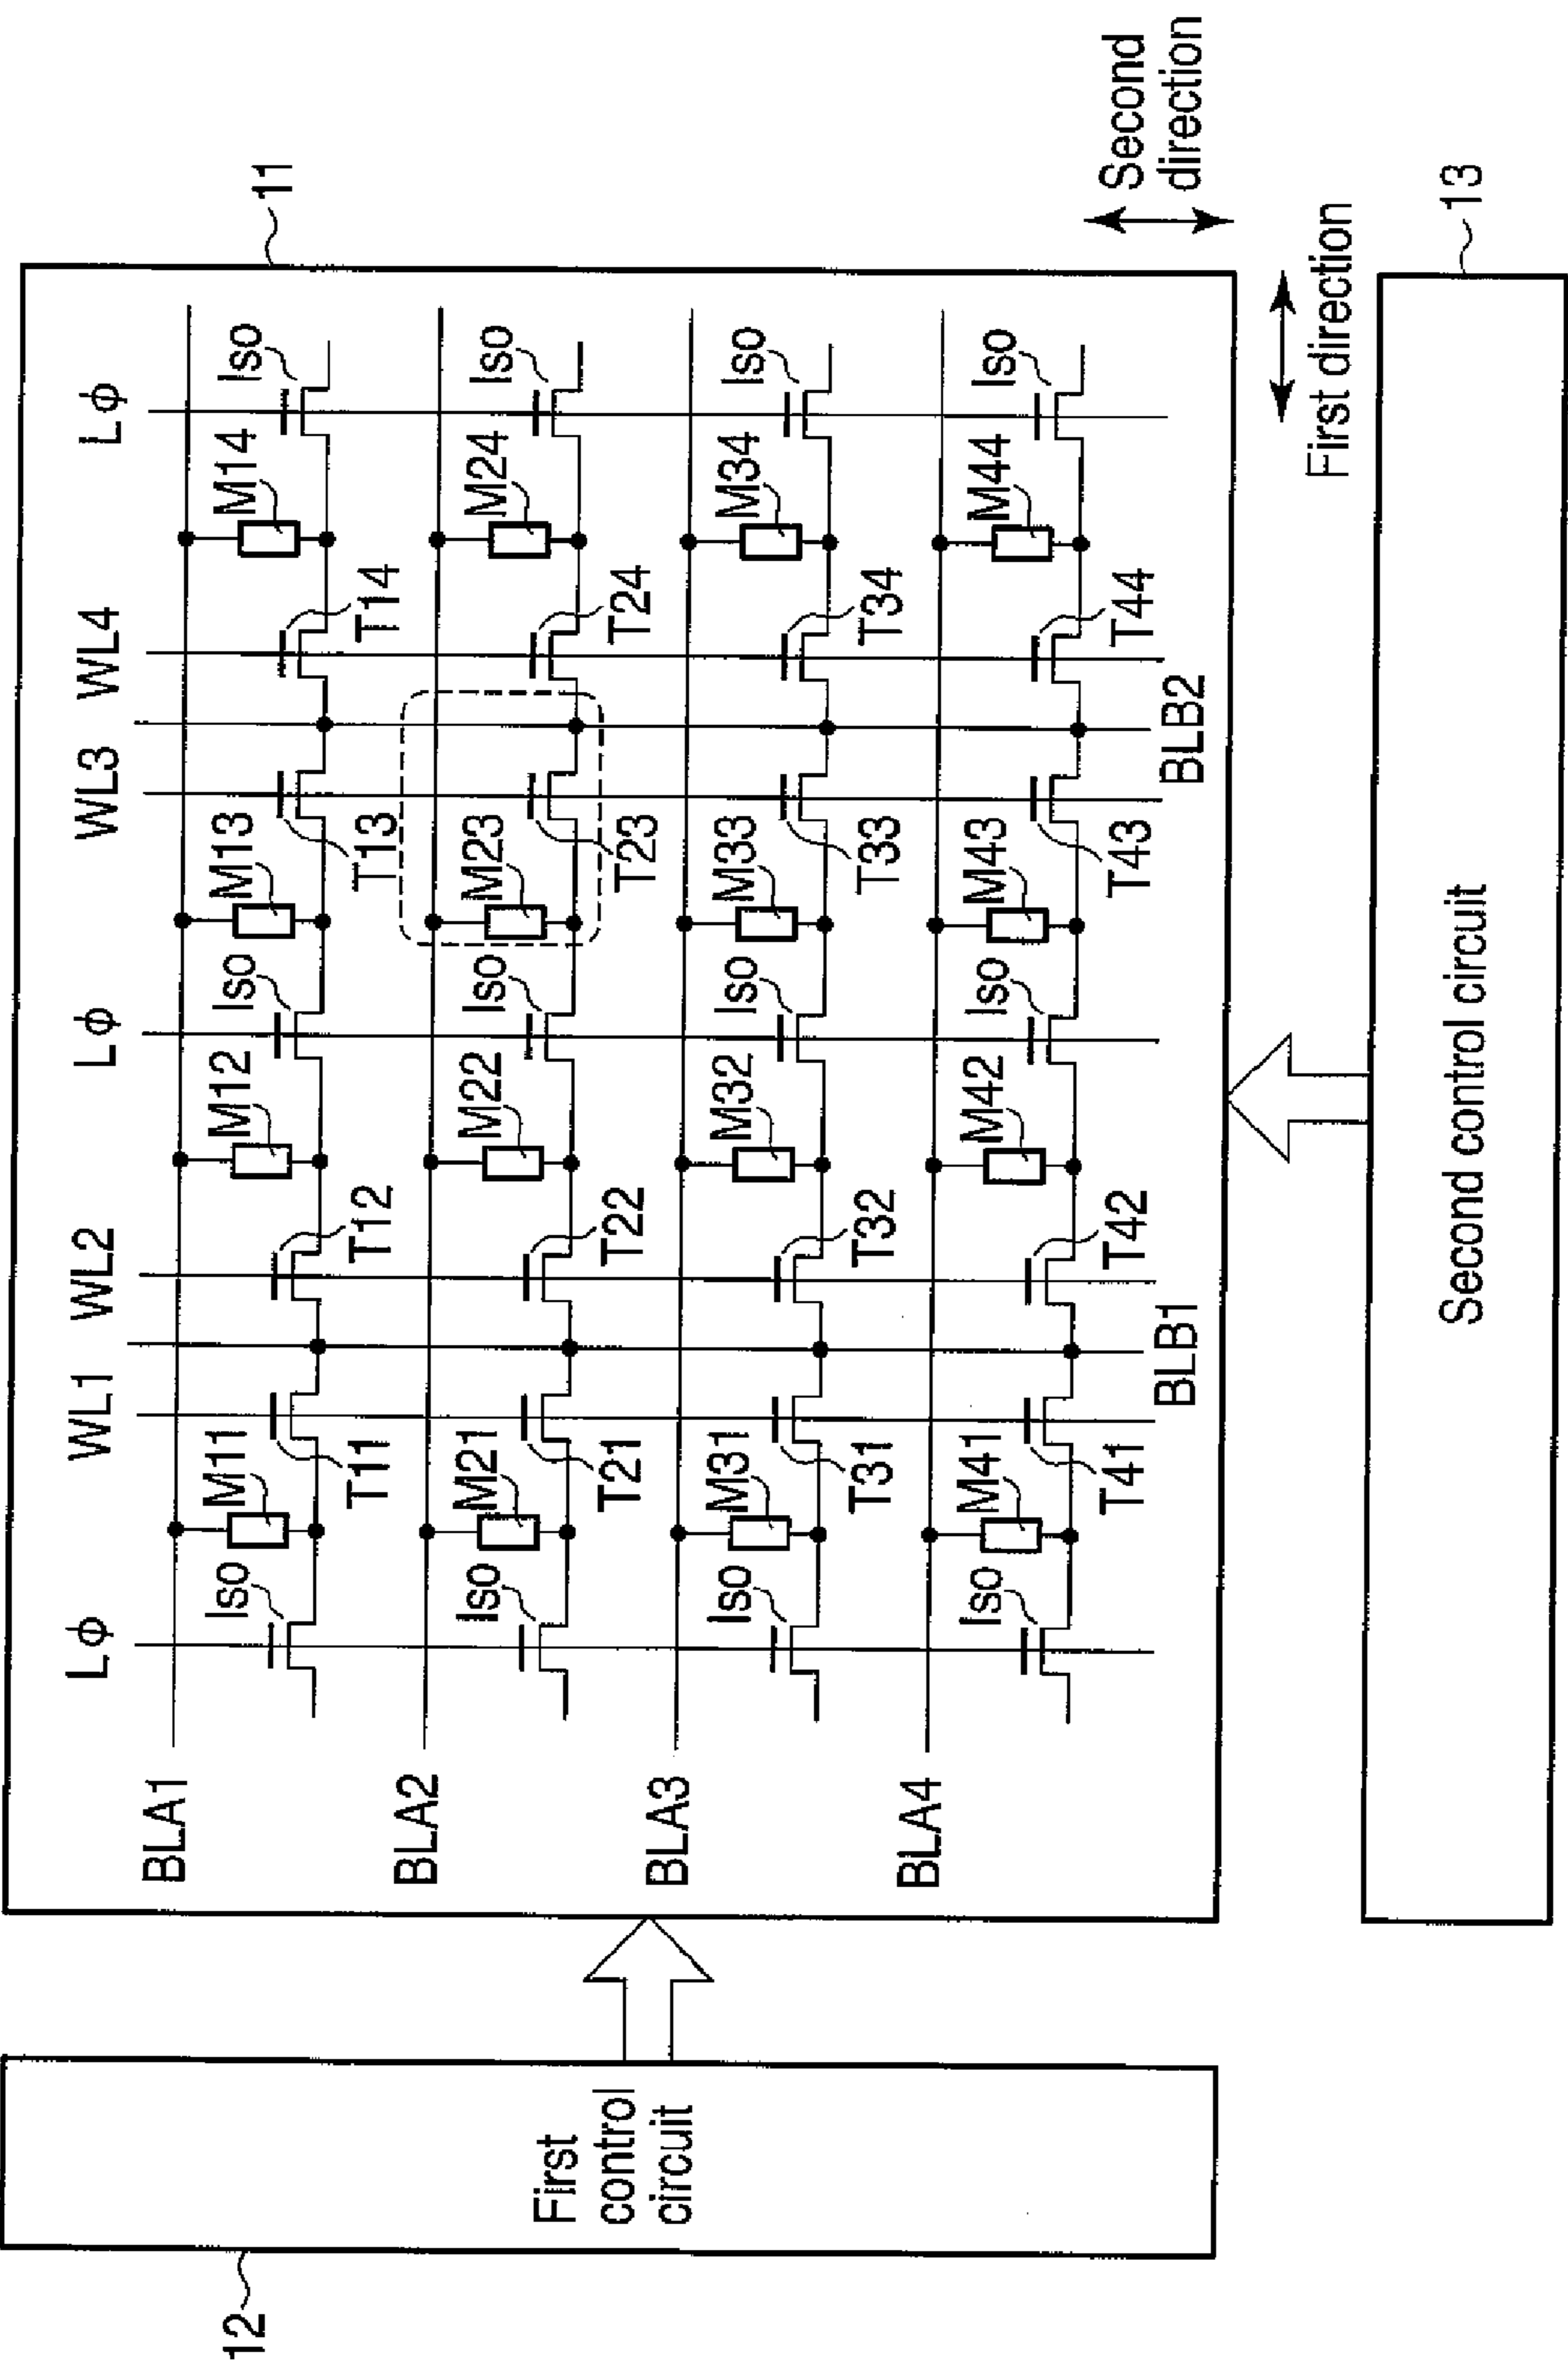 11
Lϕ WL1 WL2 Lϕ WL3 WL4 Lϕ
BLA1
Iso M11 M12 Iso M13 M14 Iso
T11 T12 T13 T14
BLA2
Iso M21 M22 Iso M23 M24 Iso
T21 T22 T23 T24
BLA3
Iso M31 M32 Iso M33 M34 Iso
T31 T32 T33 T34
BLA4
Iso M41 M42 Iso M43 M44 Iso
T41 T42 T43 T44
BLB1 BLB2
12
First
control
circuit
Second
direction
First direction
13
Second control circuit